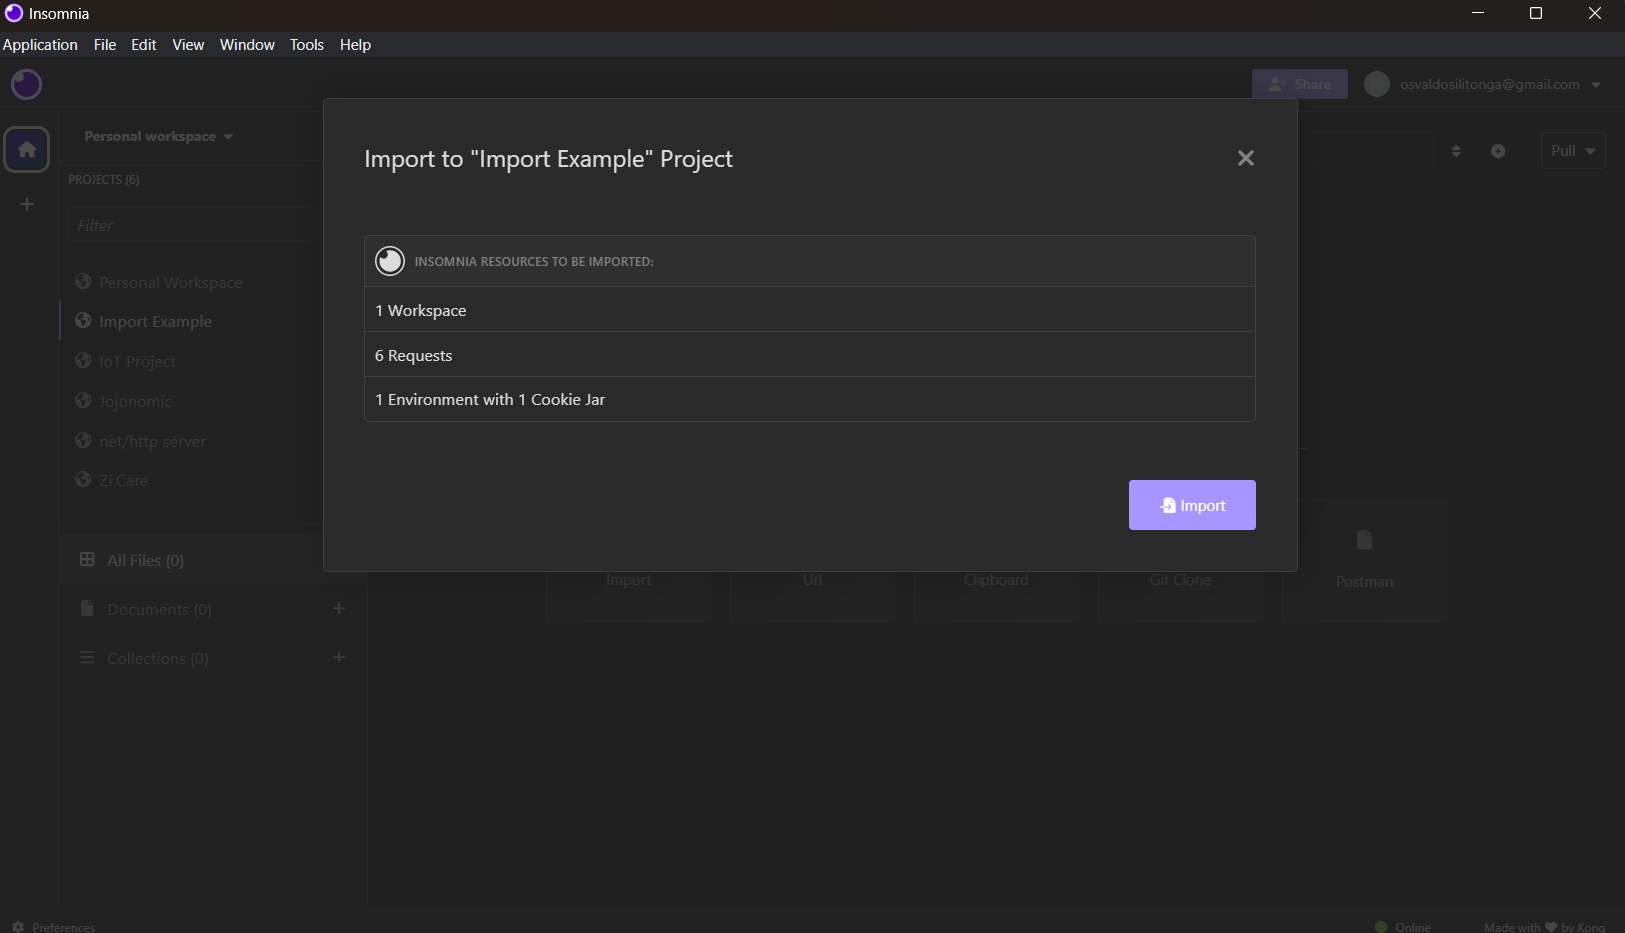 Insomnia
Application File Edit View Window Tools Help
Share osvaldosilitonga@gmail.com
Personal workspace
Import to "Import Example" Project
Pull
PROJECTS (6)
Filter
INSOMNIA RESOURCES TO BE IMPORTED:
Personal Workspace
1 Workspace
Import Example
6 Requests
IoT Project
Jojonomic
1 Environment with 1 Cookie Jar
net/http server
Zi.Care
Import
All Files (0)
Import Url Clipboard Git Clone Postman
Documents (0)
Collections (0)
Preferences Online Made with by Kong